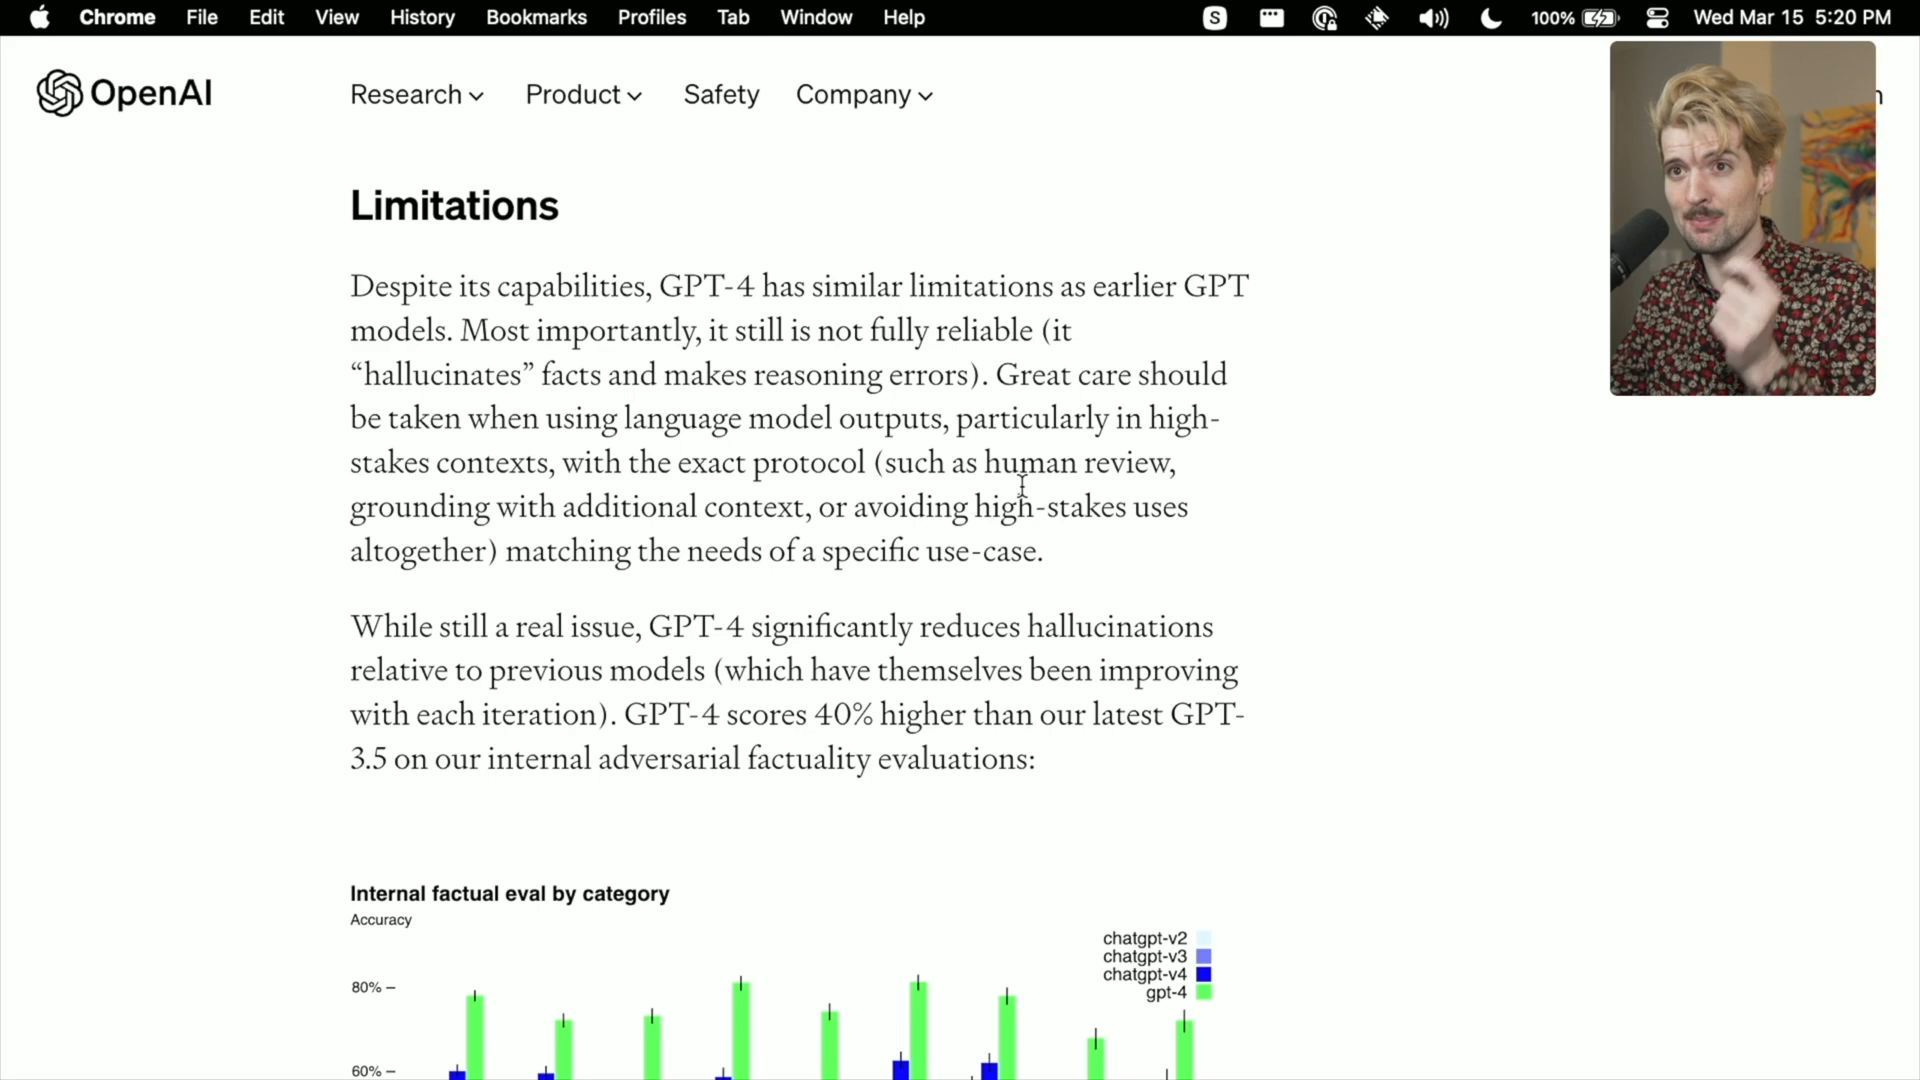 Chrome File Edit View History Bookmarks Profiles Tab Window Help S 100% Wed Mar 15 5:20 PM
OpenAI Research Product Safety Company
Limitations
Despite its capabilities, GPT-4 has similar limitations as earlier GPT
models. Most importantly, it still is not fully reliable (it
“hallucinates” facts and makes reasoning errors). Great care should
be taken when using language model outputs, particularly in high-
stakes contexts, with the exact protocol (such as human review,
grounding with additional context, or avoiding high-stakes uses
altogether) matching the needs of a specific use-case.
While still a real issue, GPT-4 significantly reduces hallucinations
relative to previous models (which have themselves been improving
with each iteration). GPT-4 scores 40% higher than our latest GPT-
3.5 on our internal adversarial factuality evaluations:
Internal factual eval by category
Accuracy
chatgpt-v2
chatgpt-v3
chatgpt-v4
gpt-4
80%
60%